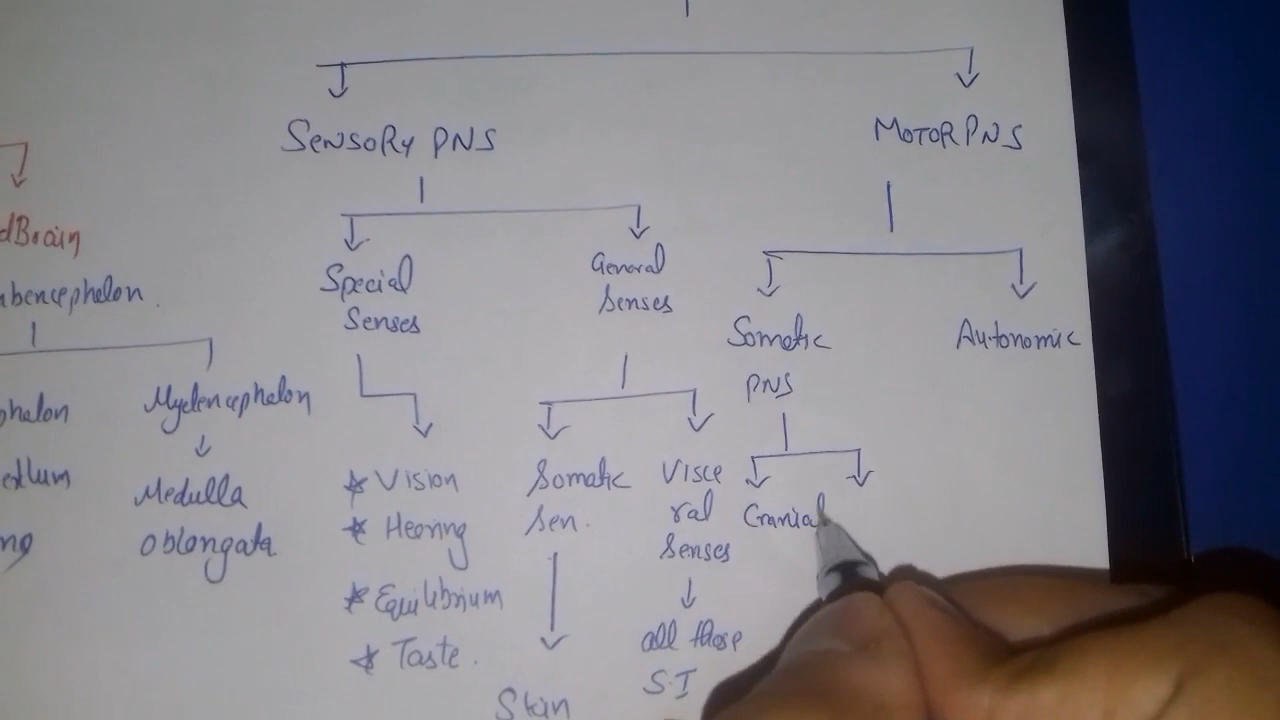 SENSORY PNS
MOTOR PNS
dBrain
bencephalon.
Special
Senses
General
Senses
Somatic
PNS
Autonomic
phalon
Myelencephalon
Medulla
oblongata
* Vision
* Hearing
* Equilibrium
* Taste.
Somatic
Sen.
Skin
Visce
ral
Senses
all those
S.I
Cranial